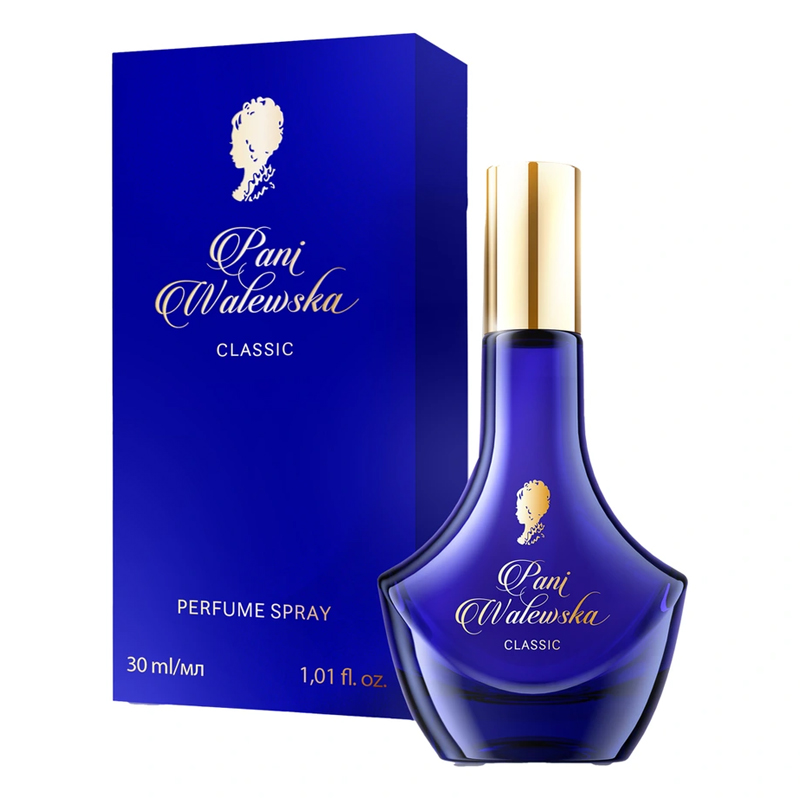 Pani
Walewska
CLASSIC
PERFUME SPRAY
30 ml/мл
1,01 fl. oz.
Pani
Walewska
CLASSIC